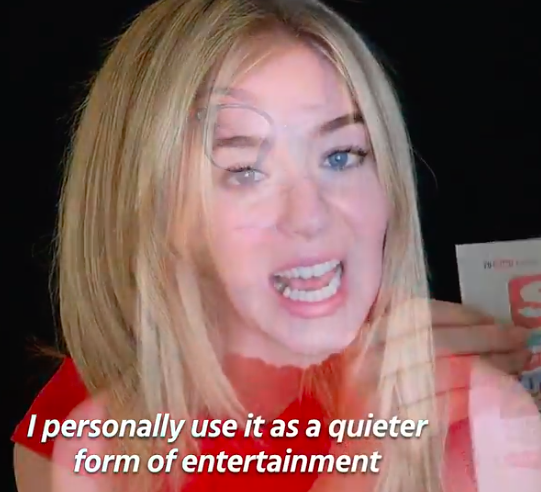 I personally use it as a quieter
form of entertainment